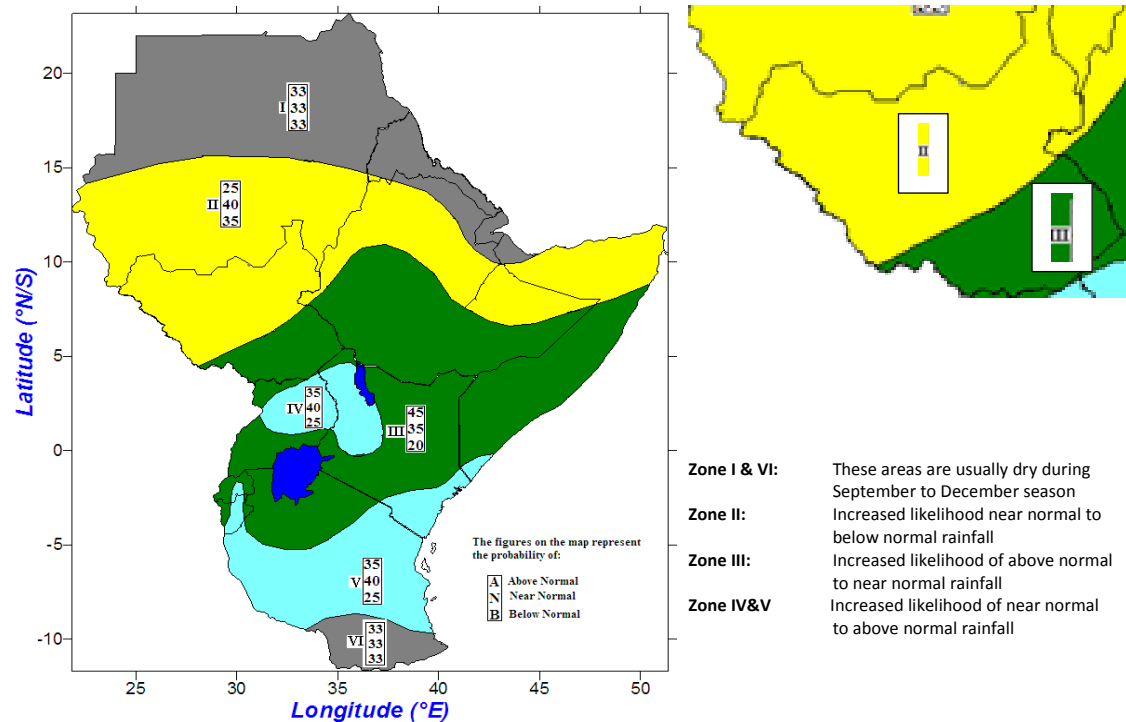 20
15
10
5
0
-5
-10
Latitude (°N/S)
25
30
35
40
45
50
Longitude (°E)
I
33
33
33
II
25
40
35
IV
35
40
25
III
45
35
20
V
35
40
25
VI
33
33
33
The figures on the map represent
the probability of:
A Above Normal
N Near Normal
B Below Normal
II
III
Zone I & VI: These areas are usually dry during
September to December season
Zone II: Increased likelihood near normal to
below normal rainfall
Zone III: Increased likelihood of above normal
to near normal rainfall
Zone IV&V Increased likelihood of near normal
to above normal rainfall